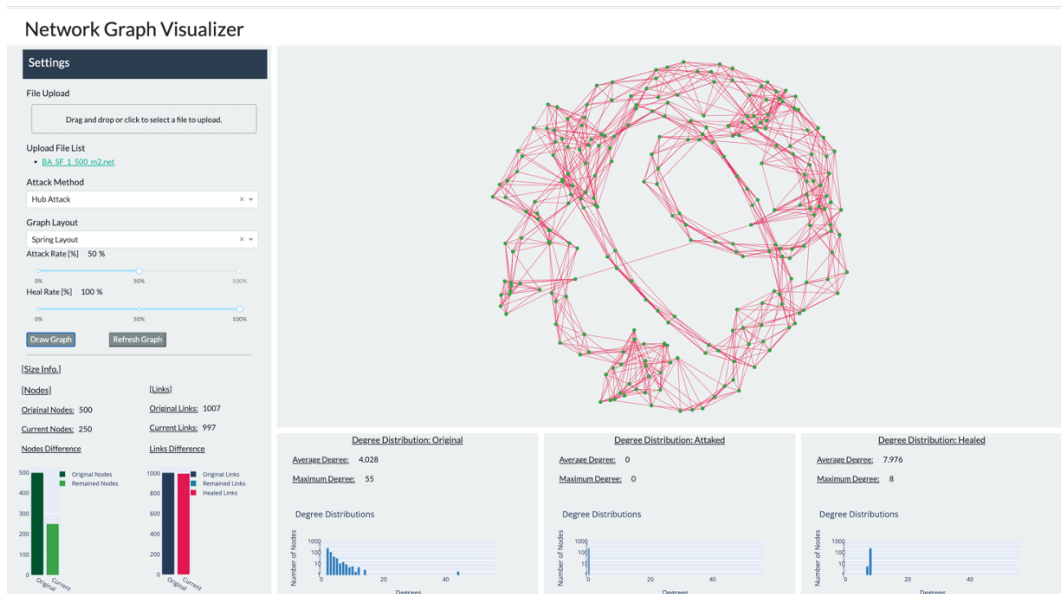 Network Graph Visualizer
Settings
File Upload
Drag and drop or click to select a file to upload.
Upload File List
BA_SF_1_500_m2.net
Attack Method
Hub Attack
Graph Layout
Spring Layout
Attack Rate [%] 50 %
0% 50% 100%
Heal Rate [%] 100 %
0% 50% 100%
Draw Graph Refresh Graph
[Size Info.]
[Nodes] [Links]
Original Nodes: 500 Original Links: 1007
Current Nodes: 250 Current Links: 997
Nodes Difference Links Difference
500
400
300
200
100
0
Original Current
Original Nodes
Remained Nodes
1000
800
600
400
200
0
Original Current
Original Links
Remained Links
Healed Links
Degree Distribution: Original
Average Degree: 4.028
Maximum Degree: 55
Degree Distributions
Number of Nodes
1000
100
10
1
0 20 40
Degrees
Degree Distribution: Attaked
Average Degree: 0
Maximum Degree: 0
Degree Distributions
Number of Nodes
1000
100
10
1
0 20 40
Degrees
Degree Distribution: Healed
Average Degree: 7.976
Maximum Degree: 8
Degree Distributions
Number of Nodes
1000
100
10
1
0 20 40
Degrees